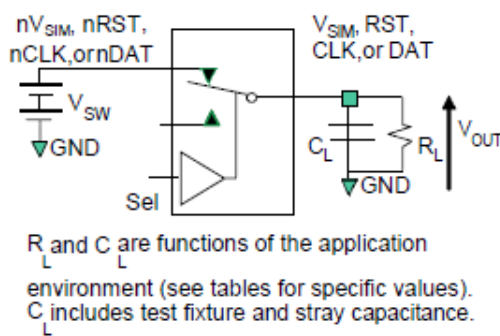 nVSIM, nRST,
nCLK,ornDAT
VSIM, RST,
CLK,or DAT
VSW
GND
Sel
CL
RL
VOUT
GND
RL and CL are functions of the application
environment (see tables for specific values).
CL includes test fixture and stray capacitance.